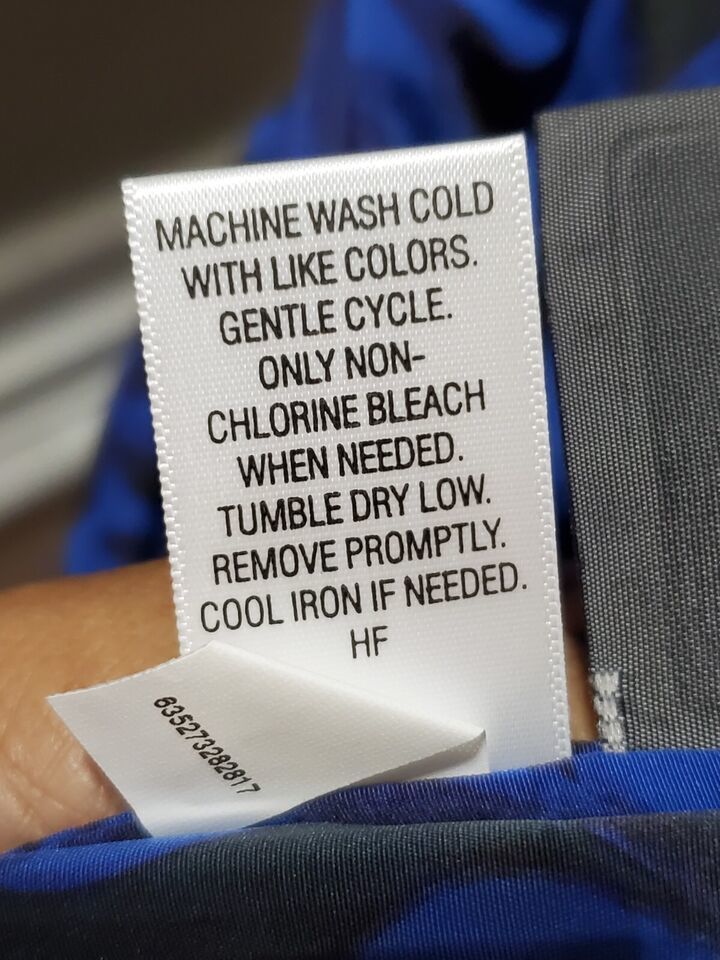 MACHINE WASH COLD
WITH LIKE COLORS.
GENTLE CYCLE.
ONLY NON-
CHLORINE BLEACH
WHEN NEEDED.
TUMBLE DRY LOW.
REMOVE PROMPTLY.
COOL IRON IF NEEDED.
HF
635273282817